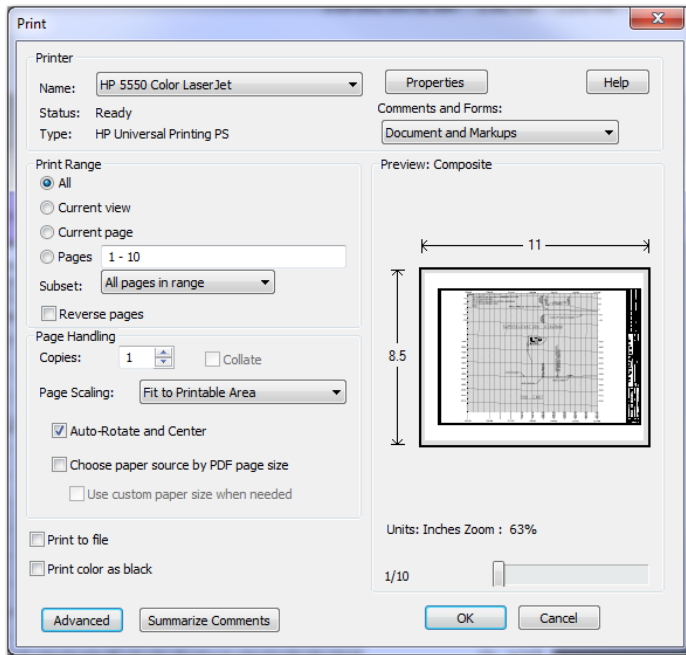 Print
Printer
Name: HP 5550 Color LaserJet Properties Help
Status: Ready Comments and Forms:
Type: HP Universal Printing PS Document and Markups
Print Range Preview: Composite
All
Current view
Current page
Pages 1 - 10
Subset: All pages in range
Reverse pages
11
8.5
Page Handling
Copies: 1 Collate
Page Scaling: Fit to Printable Area
Auto-Rotate and Center
Choose paper source by PDF page size
Use custom paper size when needed
Print to file
Print color as black
Units: Inches Zoom : 63%
1/10
Advanced Summarize Comments OK Cancel